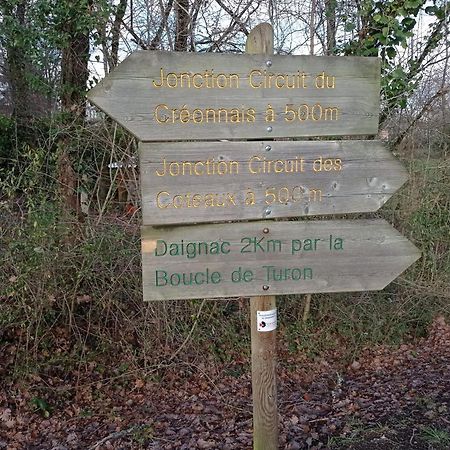 Jonction Circuit du
Créonnais à 500m
Jonction Circuit des
Coteaux à 500m
Daignac 2Km par la
Boucle de Turon